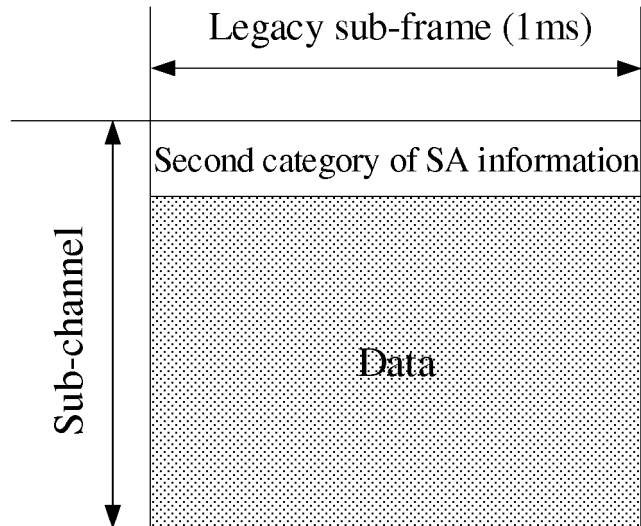 Legacy sub-frame (1ms)
Second category of SA information
Sub-channel
Data